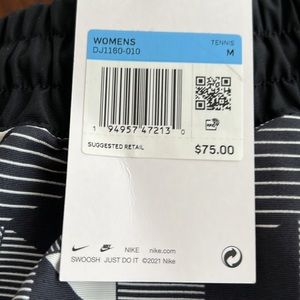 WOMENS TENNIS
DJ1160-010 M
1 94957 47213 0
SUGGESTED RETAIL $75.00
NIKE nike.com
SWOOSH JUST DO IT ©2021 Nike